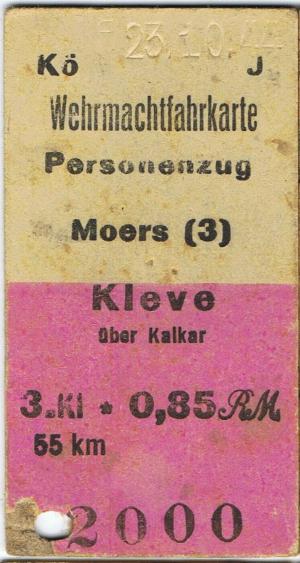 23.10.44
Kö J
Wehrmachtfahrkarte
Personenzug
Moers (3)
Kleve
über Kalkar
3.Kl * 0,85 RM
55 km
2000